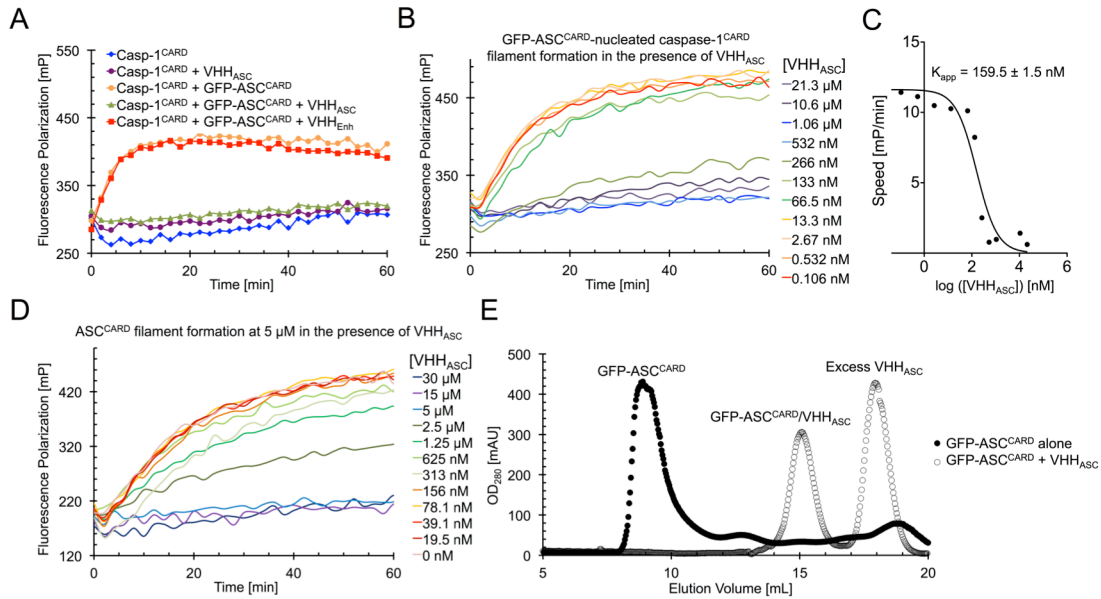 A
Fluorescence Polarization [mP]
550
450
350
250
0
20
40
60
Time [min]
Casp-1CARD
Casp-1CARD + VHHASC
Casp-1CARD + GFP-ASCCARD
Casp-1CARD + GFP-ASCCARD + VHHASC
Casp-1CARD + GFP-ASCCARD + VHHEnh
B
GFP-ASCCARD-nucleated caspase-1CARD
filament formation in the presence of VHHASC
Fluorescence Polarization [mP]
450
350
250
0
20
40
60
Time [min]
[VHHASC]
21.3 µM
10.6 µM
1.06 µM
532 nM
266 nM
133 nM
66.5 nM
13.3 nM
2.67 nM
0.532 nM
0.106 nM
C
Kapp = 159.5 ± 1.5 nM
Speed [mP/min]
15
10
5
0
2
4
6
log ([VHHASC]) [nM]
D
ASCCARD filament formation at 5 µM in the presence of VHHASC
Fluorescence Polarization [mP]
420
320
220
120
0
20
40
60
Time [min]
[VHHASC]
30 µM
15 µM
5 µM
2.5 µM
1.25 µM
625 nM
313 nM
156 nM
78.1 nM
39.1 nM
19.5 nM
0 nM
E
OD280 [mAU]
500
400
300
200
100
0
5
10
15
20
Elution Volume [mL]
GFP-ASCCARD
GFP-ASCCARD/VHHASC
Excess VHHASC
GFP-ASCCARD alone
GFP-ASCCARD + VHHASC